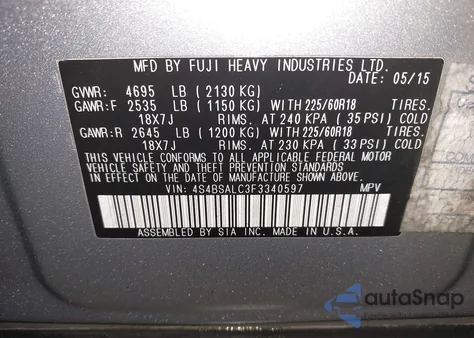 MFD BY FUJI HEAVY INDUSTRIES LTD.
DATE: 05/15
GVWR: 4695 LB ( 2130 KG)
GAWR:F 2535 LB ( 1150 KG) WITH 225/60R18 TIRES.
18X7J RIMS. AT 240 KPA ( 35 PSI) COLD
GAWR:R 2645 LB ( 1200 KG) WITH 225/60R18 TIRES.
18X7J RIMS. AT 230 KPA ( 33 PSI) COLD
THIS VEHICLE CONFORMS TO ALL APPLICABLE FEDERAL MOTOR
VEHICLE SAFETY AND THEFT PREVENTION STANDARDS
IN EFFECT ON THE DATE OF MANUFACTURE SHOWN ABOVE.
VIN: 4S4BSALC3F3340597 MPV
ASSEMBLED BY SIA INC. MADE IN U.S.A.
autoSnap